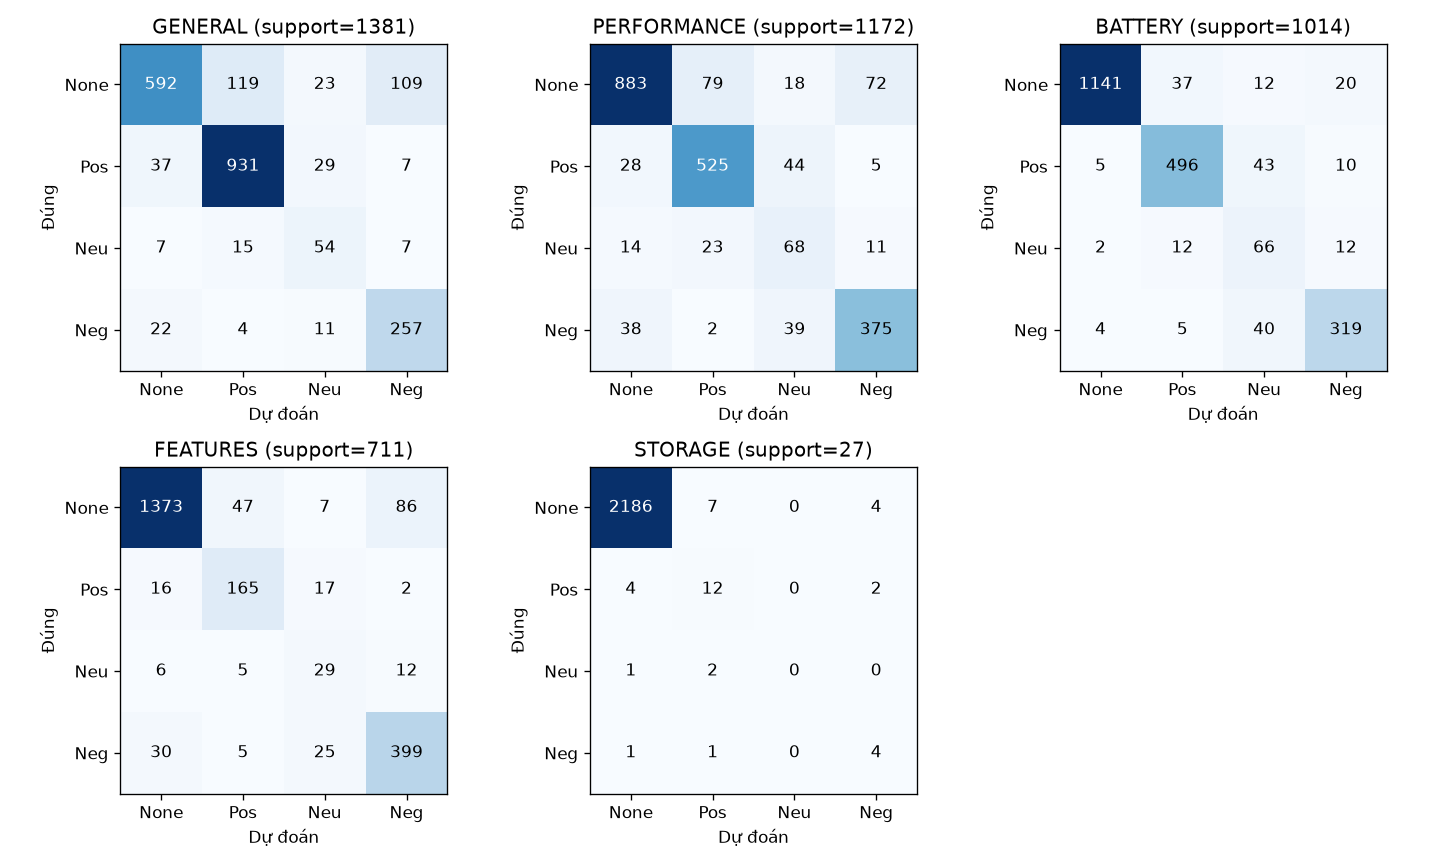 GENERAL (support=1381)
None 592 119 23 109
Pos 37 931 29 7
Neu 7 15 54 7
Neg 22 4 11 257
None Pos Neu Neg
Đúng
Dự đoán
PERFORMANCE (support=1172)
None 883 79 18 72
Pos 28 525 44 5
Neu 14 23 68 11
Neg 38 2 39 375
None Pos Neu Neg
Đúng
Dự đoán
BATTERY (support=1014)
None 1141 37 12 20
Pos 5 496 43 10
Neu 2 12 66 12
Neg 4 5 40 319
None Pos Neu Neg
Đúng
Dự đoán
FEATURES (support=711)
None 1373 47 7 86
Pos 16 165 17 2
Neu 6 5 29 12
Neg 30 5 25 399
None Pos Neu Neg
Đúng
Dự đoán
STORAGE (support=27)
None 2186 7 0 4
Pos 4 12 0 2
Neu 1 2 0 0
Neg 1 1 0 4
None Pos Neu Neg
Đúng
Dự đoán